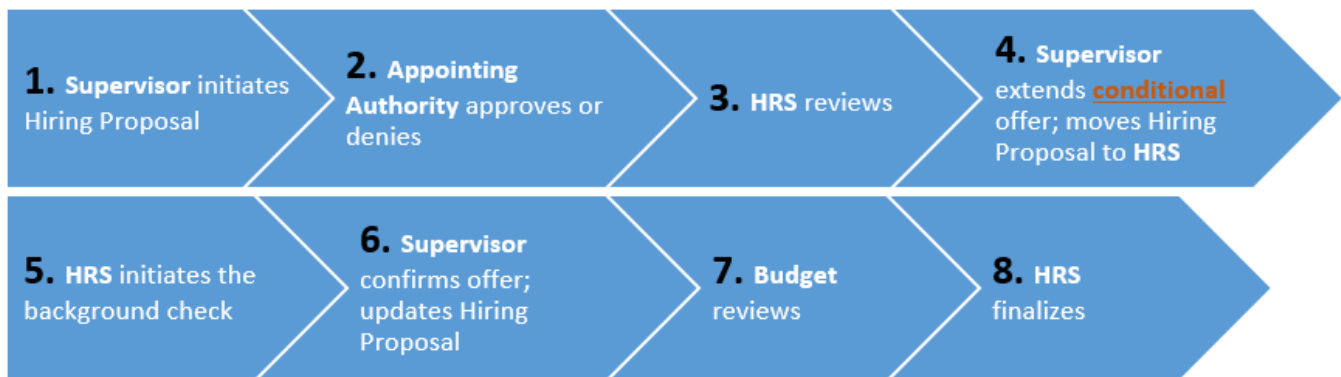 1. Supervisor initiates
Hiring Proposal
2. Appointing
Authority approves or
denies
3. HRS reviews
4. Supervisor
extends conditional
offer; moves Hiring
Proposal to HRS
5. HRS initiates the
background check
6. Supervisor
confirms offer;
updates Hiring
Proposal
7. Budget
reviews
8. HRS
finalizes